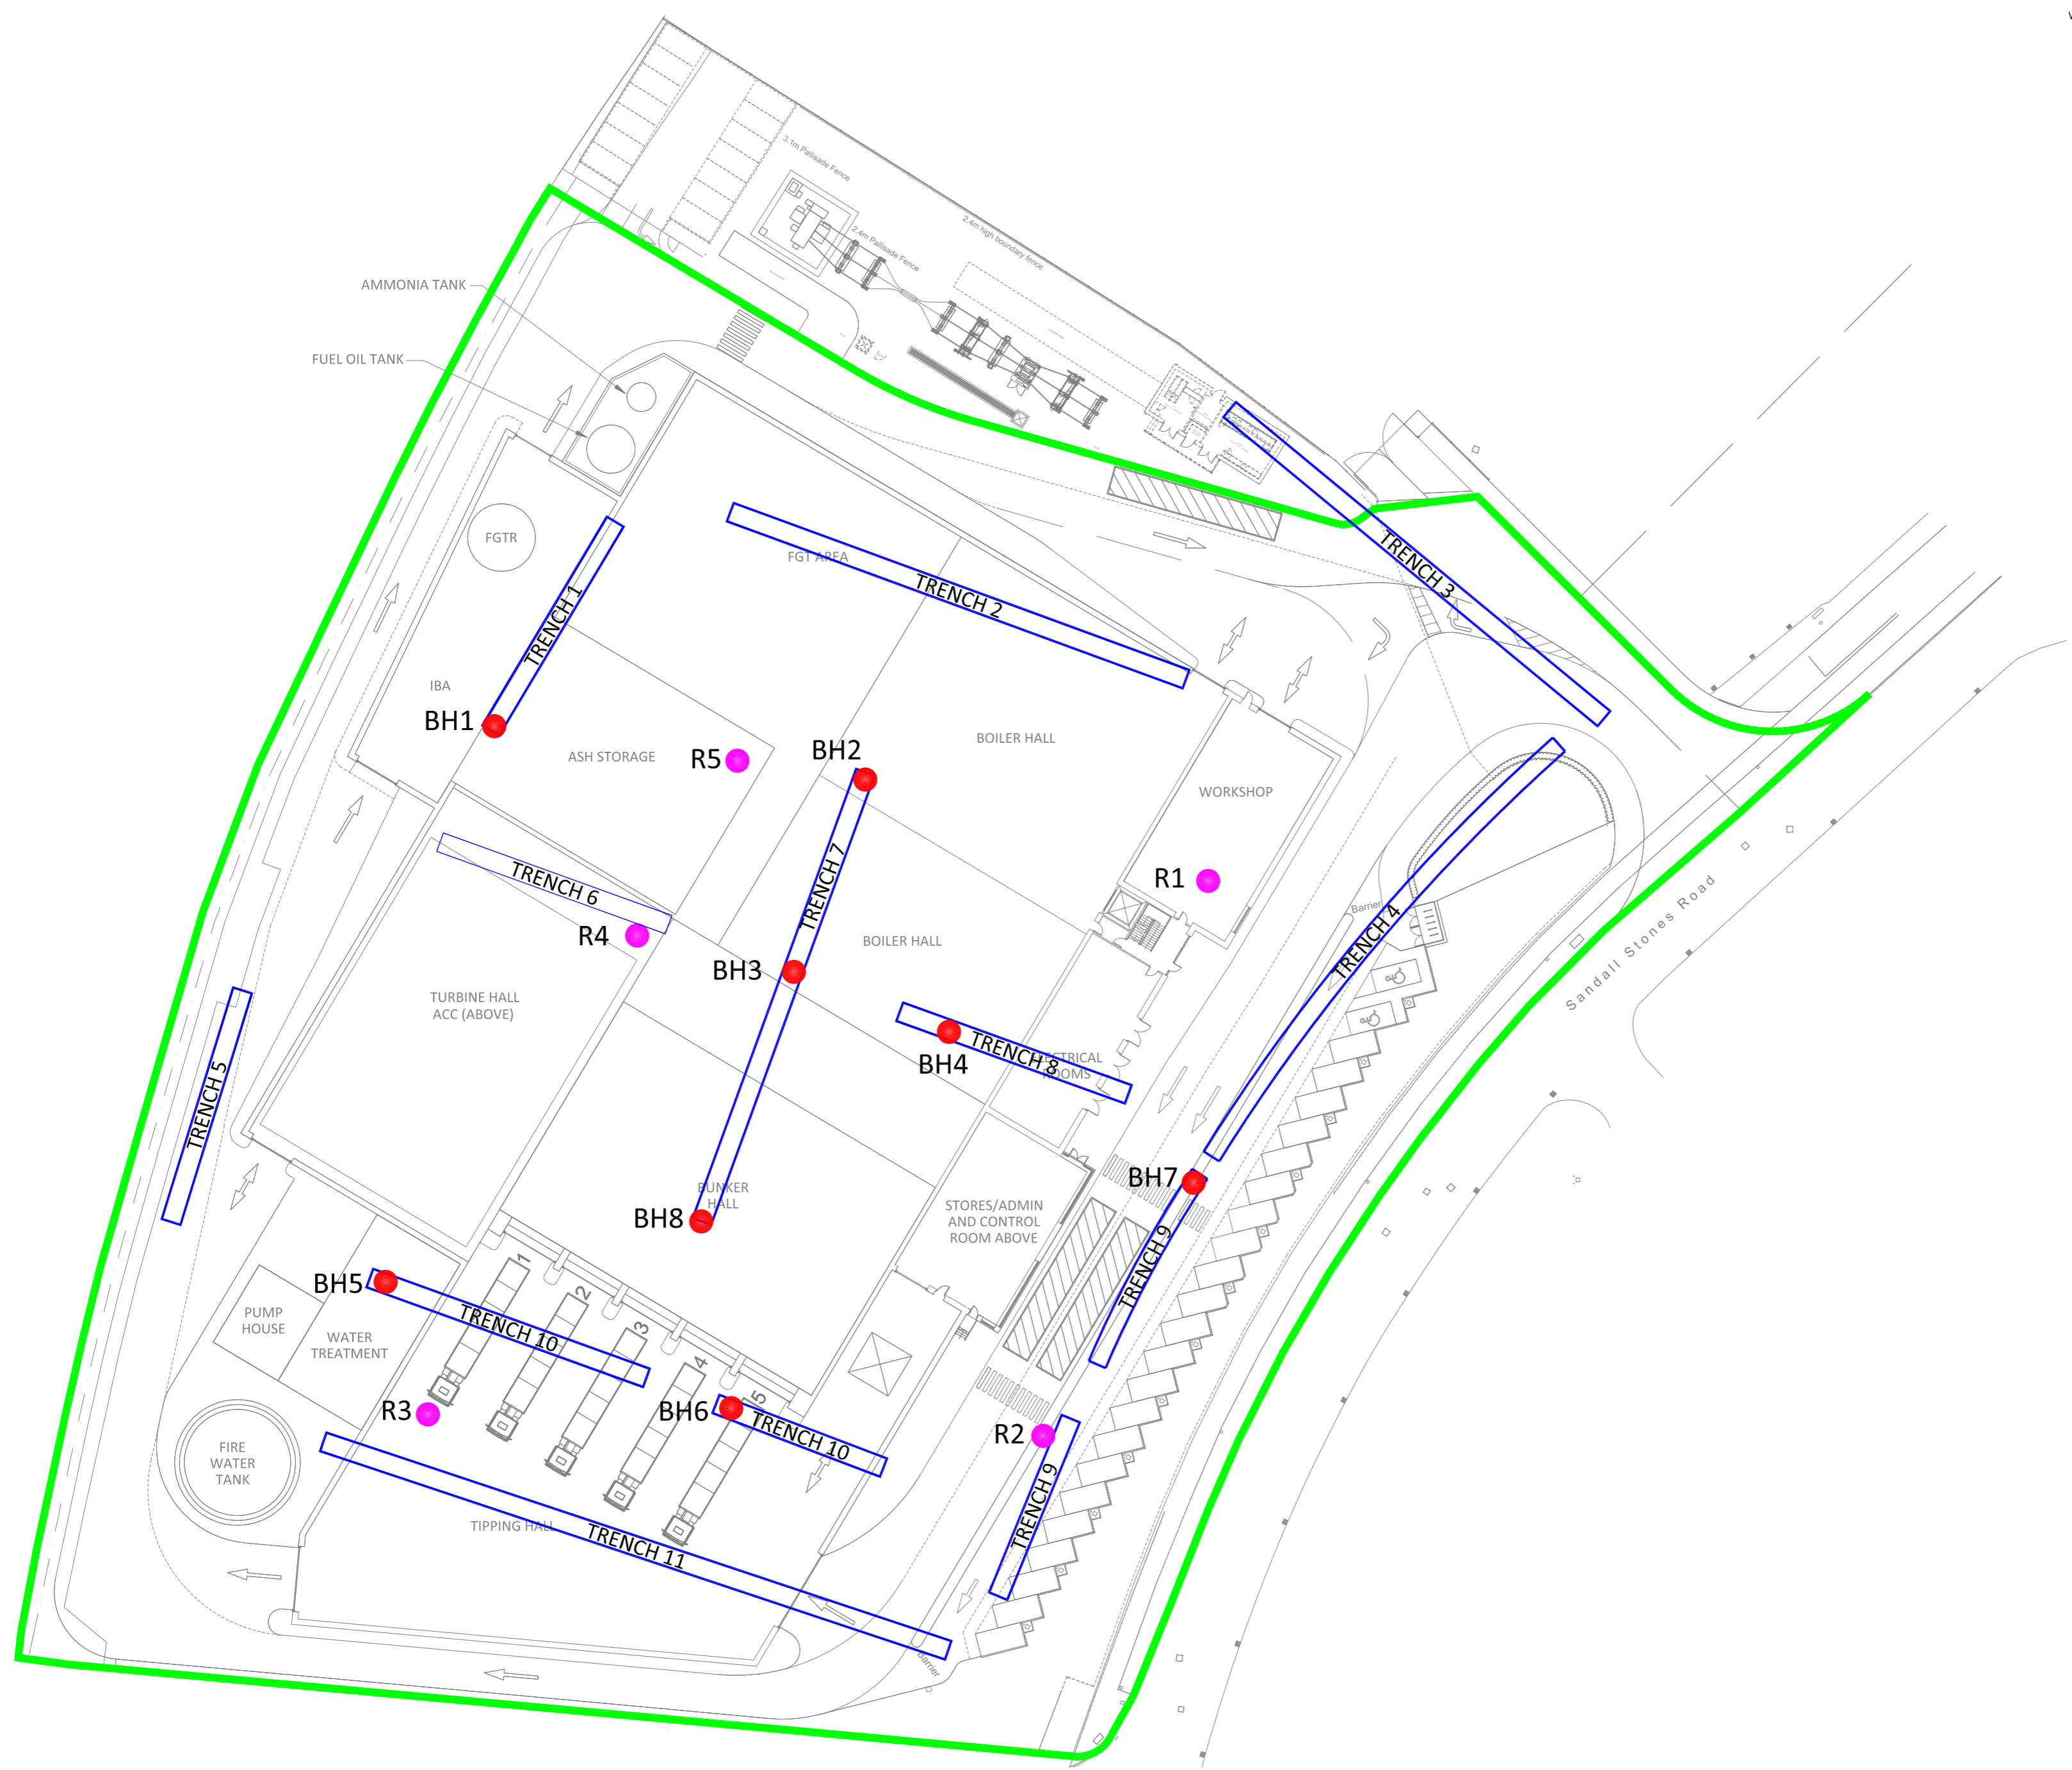 3.1m Pallisade Fence
2.4m Pallisade Fence
2.4m high boundary fence
AMMONIA TANK
FUEL OIL TANK
FGTR
FGT AREA
TRENCH 1
TRENCH 2
TRENCH 3
IBA
BH1
ASH STORAGE
R5
BH2
BOILER HALL
WORKSHOP
TRENCH 6
R4
TRENCH 7
R1
Barrier
TRENCH 4
Sandall Stones Road
BH3
BOILER HALL
TURBINE HALL
ACC (ABOVE)
BH4
TRENCH 8
ELECTRICAL
ROOMS
TRENCH 5
BH7
BH8
BUNKER
HALL
STORES/ADMIN
AND CONTROL
ROOM ABOVE
TRENCH 9
BH5
TRENCH 10
PUMP
HOUSE
WATER
TREATMENT
1
2
3
4
5
R3
BH6
TRENCH 10
R2
TRENCH 9
FIRE
WATER
TANK
TIPPING HALL
TRENCH 11
Barrier